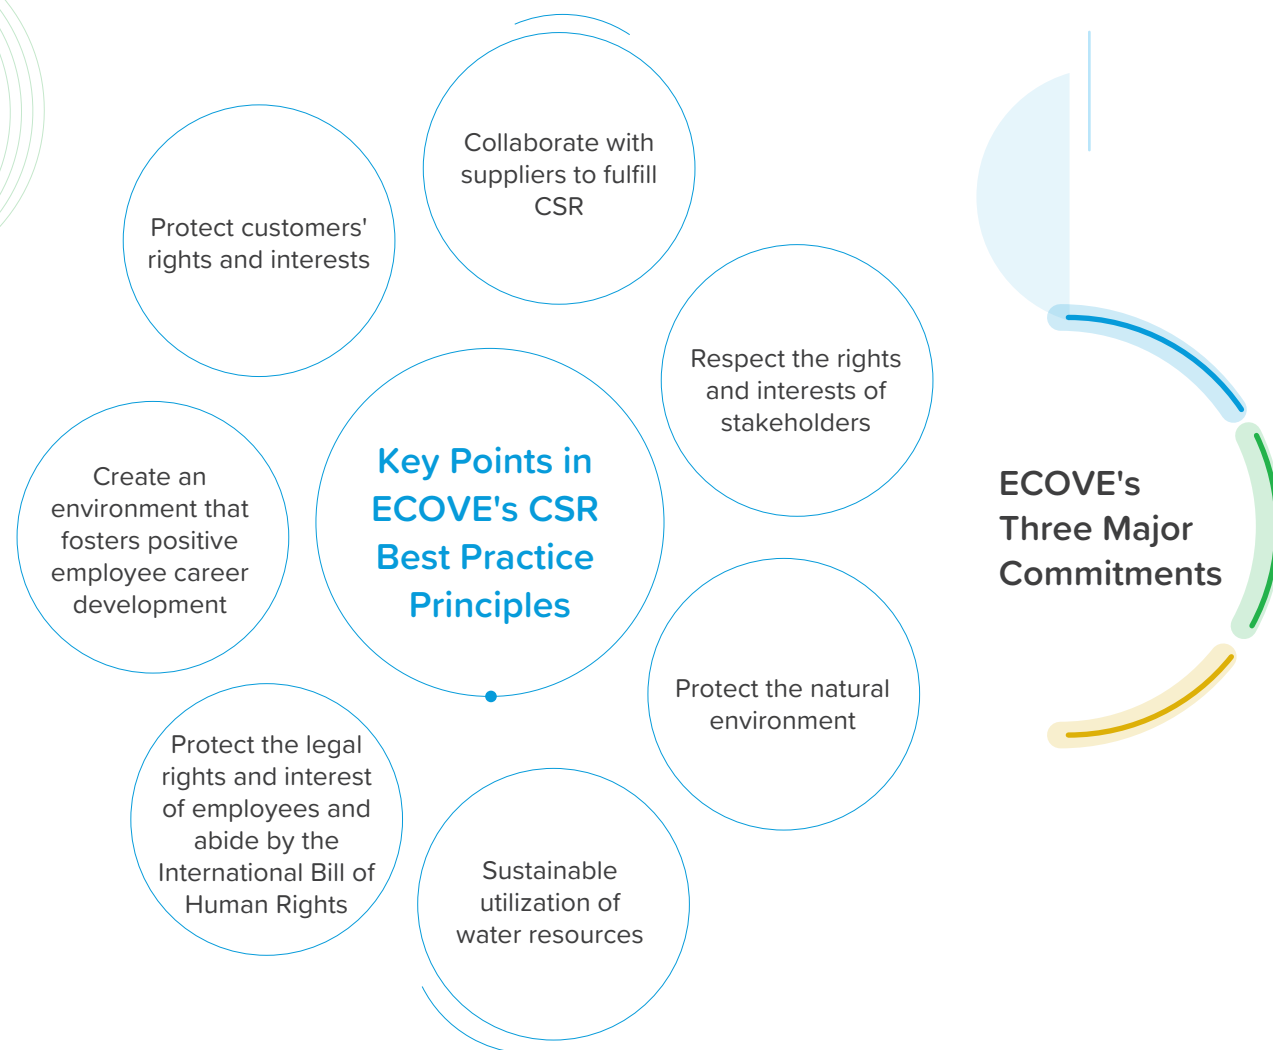 Collaborate with
suppliers to fulfill
CSR
Protect customers'
rights and interests
Respect the rights
and interests of
stakeholders
Key Points in
ECOVE's CSR
Best Practice
Principles
Create an
environment that
fosters positive
employee career
development
ECOVE's
Three Major
Commitments
Protect the natural
environment
Protect the legal
rights and interest
of employees and
abide by the
International Bill of
Human Rights
Sustainable
utilization of
water resources